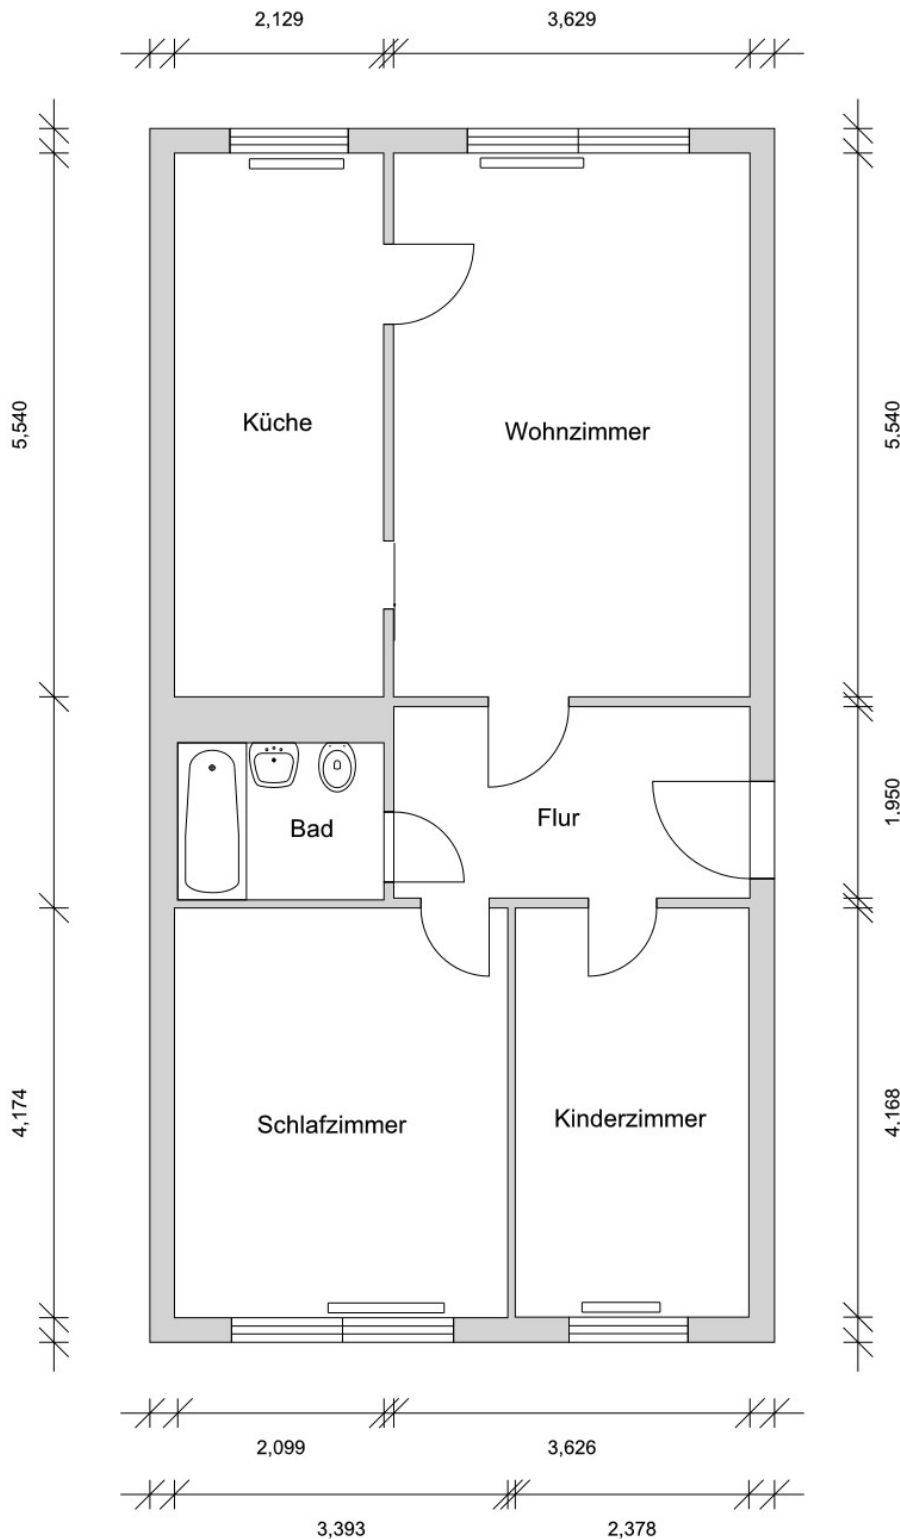 2,129
3,629
5,540
5.540
Küche
Wohnzimmer
1.950
Flur
Bad
4,174
4.168
Schlafzimmer
Kinderzimmer
2,099
3,626
3,393
2,378